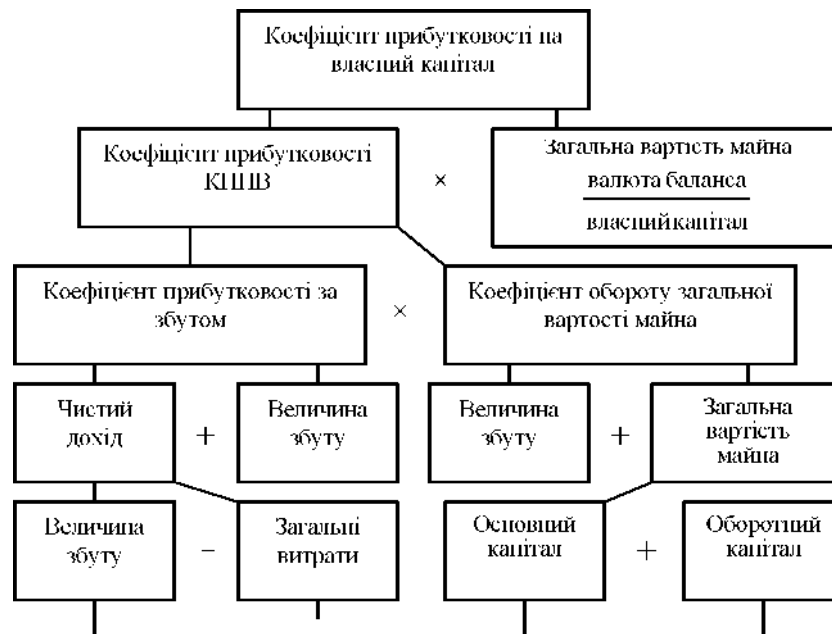 Коефіцієнт прибутковості на
власний капітал
Коефіцієнт прибутковості
КППВ
×
Загальна вартість майна
валюта баланса
власний капітал
Коефіцієнт прибутковості за
збутом
×
Коефіцієнт обороту загальної
вартості майна
Чистий
дохід
+
Величина
збуту
Величина
збуту
+
Загальна
вартість
майна
Величина
збуту
–
Загальні
витрати
Основний
капітал
+
Оборотний
капітал